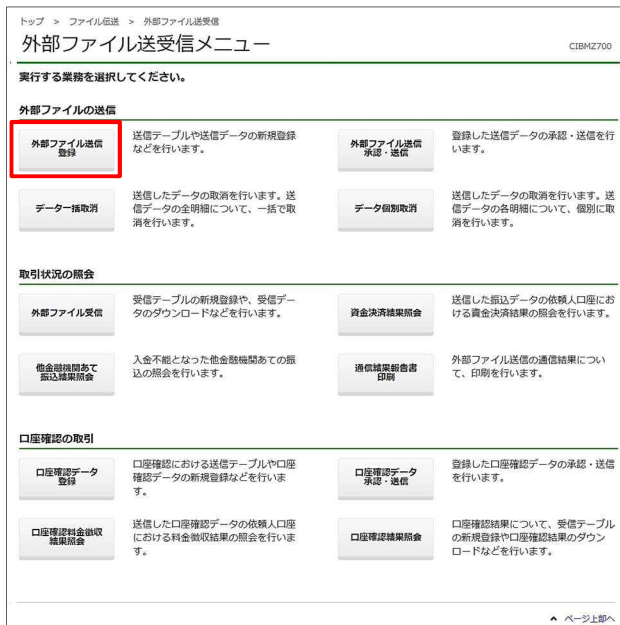 トップ > ファイル伝送 > 外部ファイル送受信
外部ファイル送受信メニュー
CIBMZ700
実行する業務を選択してください。
外部ファイルの送信
外部ファイル送信
登録
送信テーブルや送信データの新規登録
などを行います。
外部ファイル送信
承認・送信
登録した送信データの承認・送信を行
います。
データ一括取消
送信したデータの取消を行います。送
信データの全明細について、一括で取
消を行います。
データ個別取消
送信したデータの取消を行います。送
信データの各明細について、個別に取
消を行います。
取引状況の照会
外部ファイル受信
受信テーブルの新規登録や、受信デー
タのダウンロードなどを行います。
資金決済結果照会
送信した振込データの依頼人口座にお
ける資金決済結果の照会を行います。
他金融機関あて
振込結果照会
入金不能となった他金融機関あての振
込の照会を行います。
通信結果報告書
印刷
外部ファイル送信の通信結果につい
て、印刷を行います。
口座確認の取引
口座確認データ
登録
口座確認における送信テーブルや口座
確認データの新規登録などを行いま
す。
口座確認データ
承認・送信
登録した口座確認データの承認・送信
を行います。
口座確認料金徴収
結果照会
送信した口座確認データの依頼人口座
における料金徴収結果の照会を行いま
す。
口座確認結果照会
口座確認結果について、受信テーブル
の新規登録や口座確認結果のダウン
ロードなどを行います。
ページ上部へ